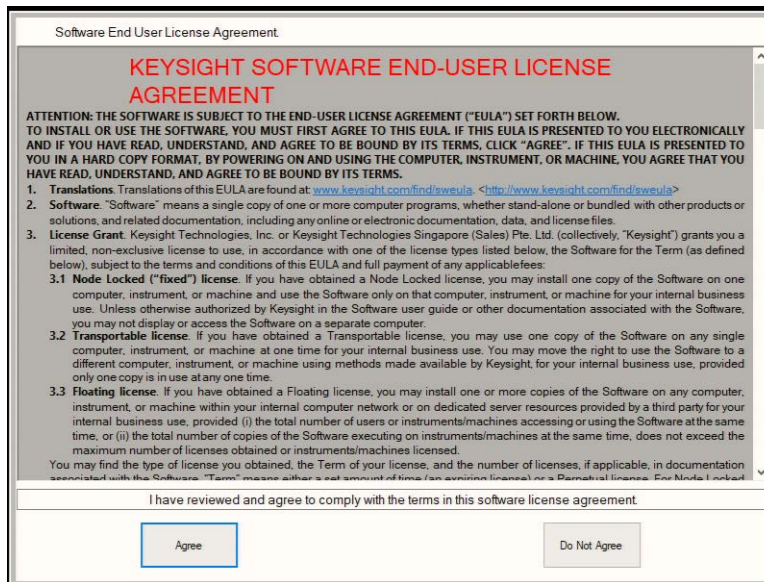 Software End User License Agreement.
KEYSIGHT SOFTWARE END-USER LICENSE
AGREEMENT
ATTENTION: THE SOFTWARE IS SUBJECT TO THE END-USER LICENSE AGREEMENT ("EULA") SET FORTH BELOW.
TO INSTALL OR USE THE SOFTWARE, YOU MUST FIRST AGREE TO THIS EULA. IF THIS EULA IS PRESENTED TO YOU ELECTRONICALLY
AND IF YOU HAVE READ, UNDERSTAND, AND AGREE TO BE BOUND BY ITS TERMS, CLICK "AGREE". IF THIS EULA IS PRESENTED TO
YOU IN A HARD COPY FORMAT, BY POWERING ON AND USING THE COMPUTER, INSTRUMENT, OR MACHINE, YOU AGREE THAT YOU
HAVE READ, UNDERSTAND, AND AGREE TO BE BOUND BY ITS TERMS.
1. Translations. Translations of this EULA are found at: www.keysight.com/find/sweula. <http://www.keysight.com/find/sweula>
2. Software. "Software" means a single copy of one or more computer programs, whether stand-alone or bundled with other products or
solutions, and related documentation, including any online or electronic documentation, data, and license files.
3. License Grant. Keysight Technologies, Inc. or Keysight Technologies Singapore (Sales) Pte. Ltd. (collectively, "Keysight") grants you a
limited, non-exclusive license to use, in accordance with one of the license types listed below, the Software for the Term (as defined
below), subject to the terms and conditions of this EULA and full payment of any applicable fees:
3.1 Node Locked ("fixed") license. If you have obtained a Node Locked license, you may install one copy of the Software on one
computer, instrument, or machine and use the Software only on that computer, instrument, or machine for your internal business
use. Unless otherwise authorized by Keysight in the Software user guide or other documentation associated with the Software,
you may not display or access the Software on a separate computer.
3.2 Transportable license. If you have obtained a Transportable license, you may use one copy of the Software on any single
computer, instrument, or machine at one time for your internal business use. You may move the right to use the Software to a
different computer, instrument, or machine using methods made available by Keysight, for your internal business use, provided
only one copy is in use at any one time.
3.3 Floating license. If you have obtained a Floating license, you may install one or more copies of the Software on any computer,
instrument, or machine within your internal computer network or on dedicated server resources provided by a third party for your
internal business use, provided (i) the total number of users or instruments/machines accessing or using the Software at the same
time, or (ii) the total number of copies of the Software executing on instruments/machines at the same time, does not exceed the
maximum number of licenses obtained or instruments/machines licensed.
You may find the type of license you obtained, the Term of your license, and the number of licenses, if applicable, in documentation
associated with the Software. "Term" means either a set amount of time (an expiring license) or a Perpetual license. For Node Locked
I have reviewed and agree to comply with the terms in this software license agreement.
Agree
Do Not Agree